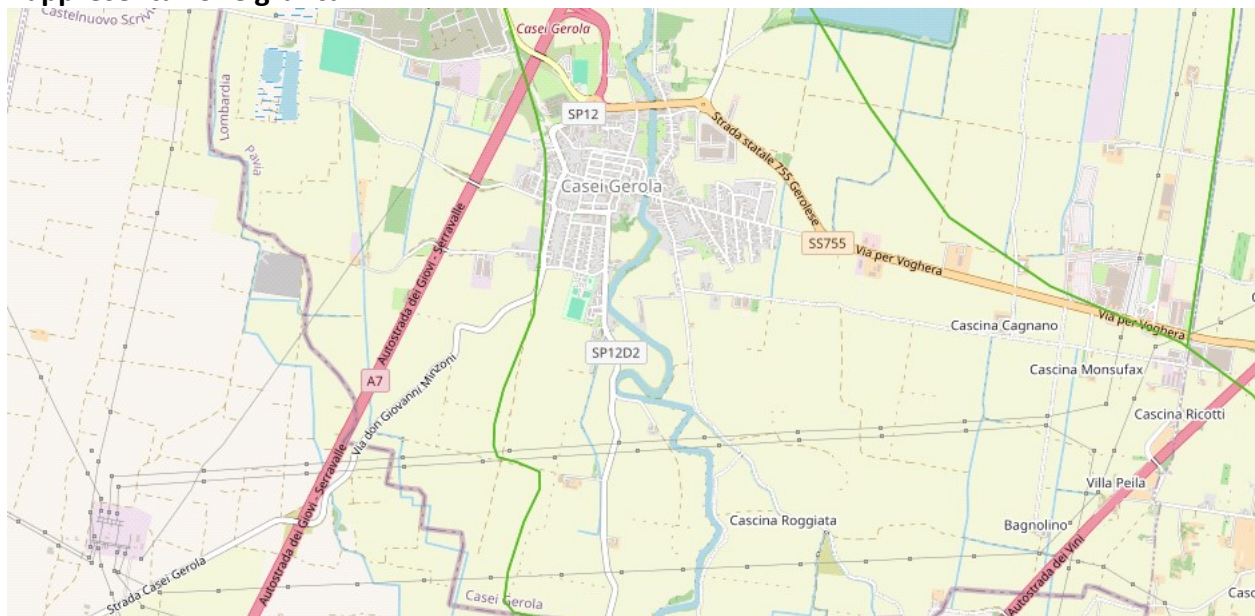 Castelnuovo Scrivi
Casei Gerola
Lombardia
Pavia
SP12
Strada statale 755 Gerolese
Casei Gerola
SS755
Via per Voghera
Autostrada dei Giovi - Serravalle
Cascina Cagnano
Via per Voghera
SP12D2
Cascina Monsufax
A7
Via don Giovanni Minzoni
Cascina Ricotti
Villa Peila
Cascina Roggiata
Bagnolino
Autostrada dei Giovi - Serravalle
Autostrada dei Vini
Strada Casei Gerola
Casei Gerola